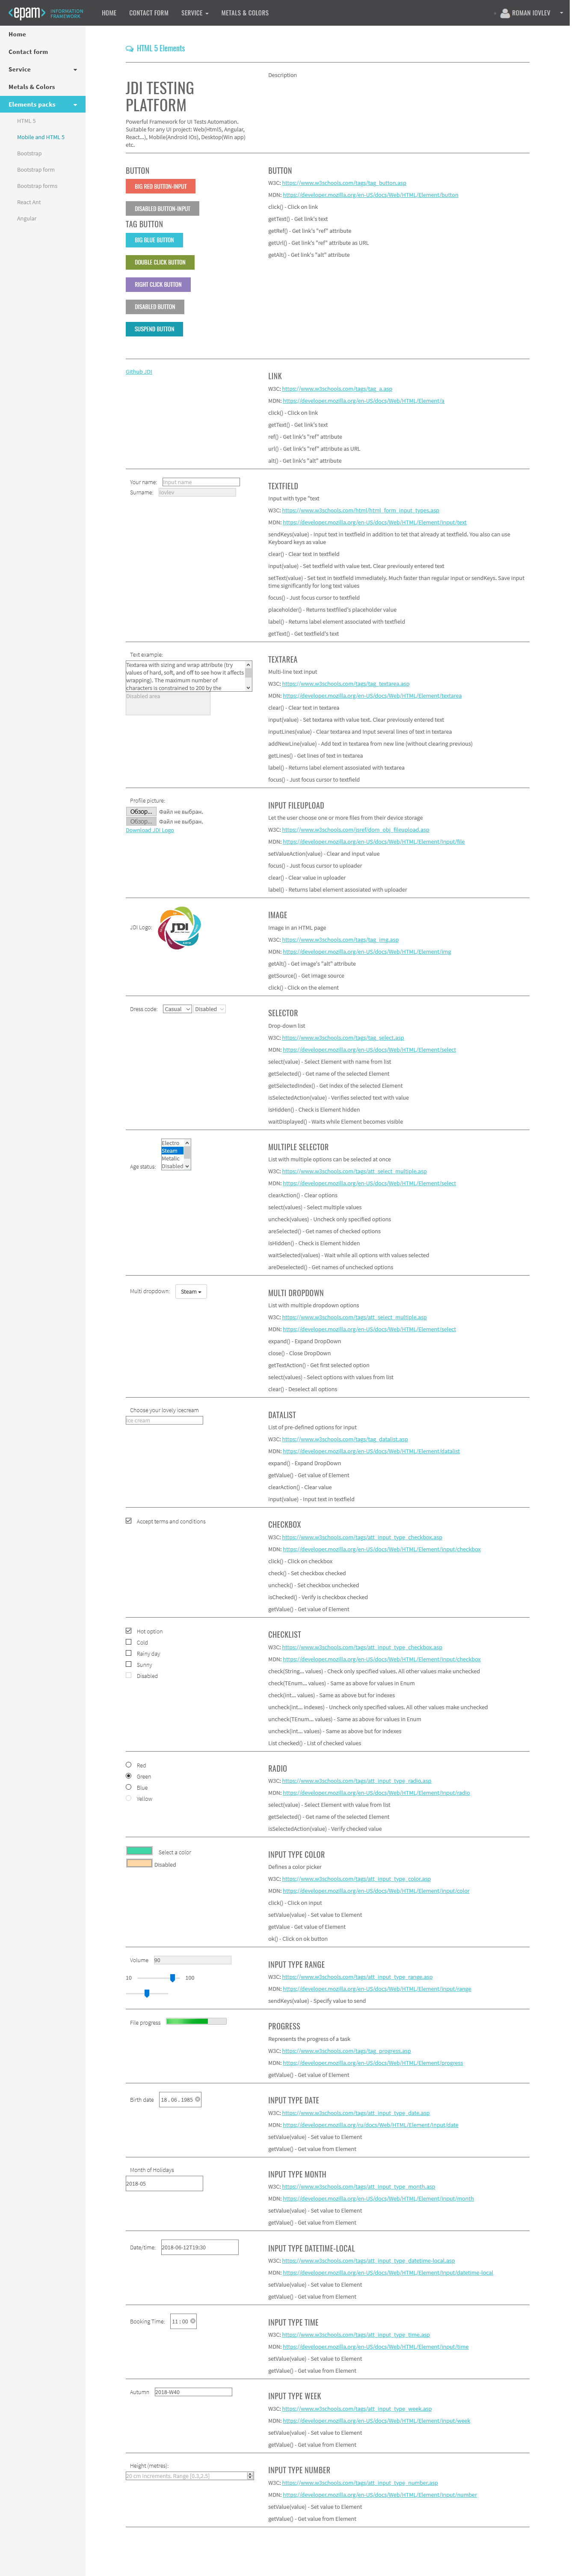 <epam> INFORMATION FRAMEWORK
HOME CONTACT FORM SERVICE METALS & COLORS ROMAN IOVLEV
Home
Contact form
Service
Metals & Colors
Elements packs
HTML 5
Mobile and HTML 5
Bootstrap
Bootstrap form
Bootstrap forms
React Ant
Angular
HTML 5 Elements
Description
JDI TESTING
PLATFORM
Powerful Framework for UI Tests Automation.
Suitable for any UI project: Web(Html5, Angular,
React...), Mobile(Android IOs), Desktop(Win app)
etc.
BUTTON
BIG RED BUTTON-INPUT
DISABLED BUTTON-INPUT
TAG BUTTON
BIG BLUE BUTTON
DOUBLE CLICK BUTTON
RIGHT CLICK BUTTON
DISABLED BUTTON
SUSPEND BUTTON
BUTTON
W3C: https://www.w3schools.com/tags/tag_button.asp
MDN: https://developer.mozilla.org/en-US/docs/Web/HTML/Element/button
click() - Click on link
getText() - Get link's text
getRef() - Get link's "ref" attribute
getUrl() - Get link's "ref" attribute as URL
getAlt() - Get link's "alt" attribute
Github JDI
LINK
W3C: https://www.w3schools.com/tags/tag_a.asp
MDN: https://developer.mozilla.org/en-US/docs/Web/HTML/Element/a
click() - Click on link
getText() - Get link's text
ref() - Get link's "ref" attribute
url() - Get link's "ref" attribute as URL
alt() - Get link's "alt" attribute
Your name: Input name
Surname: Iovlev
TEXTFIELD
Input with type "text
W3C: https://www.w3schools.com/html/html_form_input_types.asp
MDN: https://developer.mozilla.org/en-US/docs/Web/HTML/Element/input/text
sendKeys(value) - Input text in textfield in addition to tet that already at textfield. You also can use
Keyboard keys as value
clear() - Clear text in textfield
input(value) - Set textfield with value text. Clear previously entered text
setText(value) - Set text in textfield immediately. Much faster than regular input or sendKeys. Save input
time significantly for long test values
focus() - Just focus cursor to textfield
placeholder() - Returns textfiled's placeholder value
label() - Returns label element associated with textfield
getText() - Get textfield's text
Text example:
Textarea with sizing and wrap attribute (try
values of hard, soft, and off to see how it affects
wrapping). The maximum number of
characters is constrained to 200 by the
Disabled area
TEXTAREA
Multi-line text input
W3C: https://www.w3schools.com/tags/tag_textarea.asp
MDN: https://developer.mozilla.org/en-US/docs/Web/HTML/Element/textarea
clear() - Clear text in textarea
input(value) - Set textarea with value text. Clear previously entered text
inputLines(value) - Clear textarea and input several lines of text in textarea
addNewLine(value) - Add text in textarea from new line (without clearing previous)
getLines() - Get lines of text in textarea
label() - Returns label element associated with textarea
focus() - Just focus cursor to textfield
Profile picture:
Обзор... Файл не выбран.
Обзор... Файл не выбран.
Download JDI Logo
INPUT FILEUPLOAD
Let the user choose one or more files from their device storage
W3C: https://www.w3schools.com/jsref/dom_obj_fileupload.asp
MDN: https://developer.mozilla.org/en-US/docs/Web/HTML/Element/input/file
setValueAction(value) - Clear and input value
focus() - Just focus cursor to uploader
clear() - Clear value in uploader
label() - Returns label element associated with uploader
JDI Logo: JDI
IMAGE
Image in an HTML page
W3C: https://www.w3schools.com/tags/tag_img.asp
MDN: https://developer.mozilla.org/en-US/docs/Web/HTML/Element/img
getAlt() - Get image's "alt" attribute
getSource() - Get image source
click() - Click on the element
Dress code: Casual Disabled
SELECTOR
Drop-down list
W3C: https://www.w3schools.com/tags/tag_select.asp
MDN: https://developer.mozilla.org/en-US/docs/Web/HTML/Element/select
select(value) - Select Element with name from list
getSelected() - Get name of the selected Element
getSelectedIndex() - Get index of the selected Element
isSelectedAction(value) - Verifies selected text with value
isHidden() - Check is Element hidden
waitDisplayed() - Waits while Element becomes visible
Age status:
Electro
Steam
Metalic
Disabled
MULTIPLE SELECTOR
List with multiple options can be selected at once
W3C: https://www.w3schools.com/tags/att_select_multiple.asp
MDN: https://developer.mozilla.org/en-US/docs/Web/HTML/Element/select
clearAction() - Clear options
select(values) - Select multiple values
uncheck(values) - Uncheck only specified options
areSelected() - Get names of checked options
isHidden() - Check is Element hidden
waitSelected(values) - Wait while all options with values selected
areDeselected() - Get names of unchecked options
Multi dropdown: Steam
MULTI DROPDOWN
List with multiple dropdown options
W3C: https://www.w3schools.com/tags/att_select_multiple.asp
MDN: https://developer.mozilla.org/en-US/docs/Web/HTML/Element/select
expand() - Expand DropDown
close() - Close DropDown
getTextAction() - Get first selected option
select(values) - Select options with values from list
clear() - Deselect all options
Choose your lovely icecream
Ice cream
DATALIST
List of pre-defined options for input
W3C: https://www.w3schools.com/tags/tag_datalist.asp
MDN: https://developer.mozilla.org/en-US/docs/Web/HTML/Element/datalist
expand() - Expand DropDown
getValue() - Get value of Element
clearAction() - Clear value
input(value) - Input text in textfield
Accept terms and conditions
CHECKBOX
W3C: https://www.w3schools.com/tags/att_input_type_checkbox.asp
MDN: https://developer.mozilla.org/en-US/docs/Web/HTML/Element/input/checkbox
click() - Click on checkbox
check() - Set checkbox checked
uncheck() - Set checkbox unchecked
isChecked() - Verify is checkbox checked
getValue() - Get value of Element
Hot option
Cold
Rainy day
Sunny
Disabled
CHECKLIST
W3C: https://www.w3schools.com/tags/att_input_type_checkbox.asp
MDN: https://developer.mozilla.org/en-US/docs/Web/HTML/Element/input/checkbox
check(String... values) - Check only specified values. All other values make unchecked
check(TEnum... values) - Same as above for values in Enum
check(int... values) - Same as above but for indexes
uncheck(int... indexes) - Uncheck only specified values. All other values make unchecked
uncheck(TEnum... values) - Same as above for values in Enum
uncheck(int... values) - Same as above but for indexes
List checked() - List of checked values
Red
Green
Blue
Yellow
RADIO
W3C: https://www.w3schools.com/tags/att_input_type_radio.asp
MDN: https://developer.mozilla.org/en-US/docs/Web/HTML/Element/input/radio
select(value) - Select Element with value from list
getSelected() - Get name of the selected Element
isSelectedAction(value) - Verify checked value
Select a color
Disabled
INPUT TYPE COLOR
Defines a color picker
W3C: https://www.w3schools.com/tags/att_input_type_color.asp
MDN: https://developer.mozilla.org/en-US/docs/Web/HTML/Element/input/color
click() - Click on input
setValue(value) - Set value to Element
getValue - Get value of Element
ok() - Click on ok button
Volume 90
10 100
INPUT TYPE RANGE
W3C: https://www.w3schools.com/tags/att_input_type_range.asp
MDN: https://developer.mozilla.org/en-US/docs/Web/HTML/Element/input/range
sendKeys(value) - Specify value to send
File progress
PROGRESS
Represents the progress of a task
W3C: https://www.w3schools.com/tags/tag_progress.asp
MDN: https://developer.mozilla.org/en-US/docs/Web/HTML/Element/progress
getValue() - Get value of Element
Birth date 18 . 06 . 1985
INPUT TYPE DATE
W3C: https://www.w3schools.com/tags/att_input_type_date.asp
MDN: https://developer.mozilla.org/ru/docs/Web/HTML/Element/Input/date
setValue(value) - Set value to Element
getValue() - Get value from Element
Month of Holidays
2018-05
INPUT TYPE MONTH
W3C: https://www.w3schools.com/tags/att_input_type_month.asp
MDN: https://developer.mozilla.org/en-US/docs/Web/HTML/Element/input/month
setValue(value) - Set value to Element
getValue() - Get value from Element
Date/time: 2018-06-12T19:30
INPUT TYPE DATETIME-LOCAL
W3C: https://www.w3schools.com/tags/att_input_type_datetime-local.asp
MDN: https://developer.mozilla.org/en-US/docs/Web/HTML/Element/input/datetime-local
setValue(value) - Set value to Element
getValue() - Get value from Element
Booking Time: 11 : 00
INPUT TYPE TIME
W3C: https://www.w3schools.com/tags/att_input_type_time.asp
MDN: https://developer.mozilla.org/en-US/docs/Web/HTML/Element/input/time
setValue(value) - Set value to Element
getValue() - Get value from Element
Autumn 2018-W40
INPUT TYPE WEEK
W3C: https://www.w3schools.com/tags/att_input_type_week.asp
MDN: https://developer.mozilla.org/en-US/docs/Web/HTML/Element/input/week
setValue(value) - Set value to Element
getValue() - Get value from Element
Height (metres):
20 cm increments. Range [0.3,3.5]
INPUT TYPE NUMBER
W3C: https://www.w3schools.com/tags/att_input_type_number.asp
MDN: https://developer.mozilla.org/en-US/docs/Web/HTML/Element/input/number
setValue(value) - Set value to Element
getValue() - Get value from Element